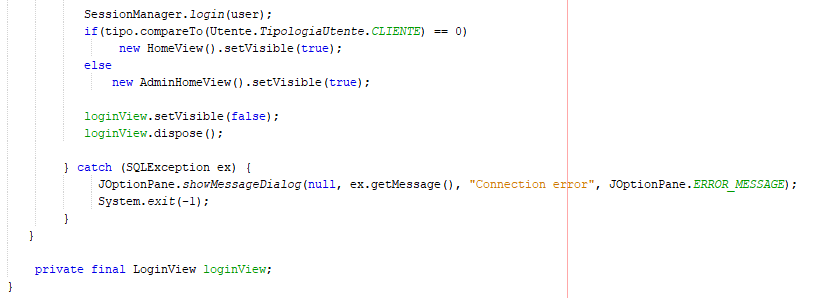 SessionManager.login(user);
if(tipo.compareTo(Utente.TipologiaUtente.CLIENTE) == 0)
new HomeView().setVisible(true);
else
new AdminHomeView().setVisible(true);
loginView.setVisible(false);
loginView.dispose();
} catch (SQLException ex) {
JOptionPane.showMessageDialog(null, ex.getMessage(), "Connection error", JOptionPane.ERROR_MESSAGE);
System.exit(-1);
}
}
private final LoginView loginView;
}